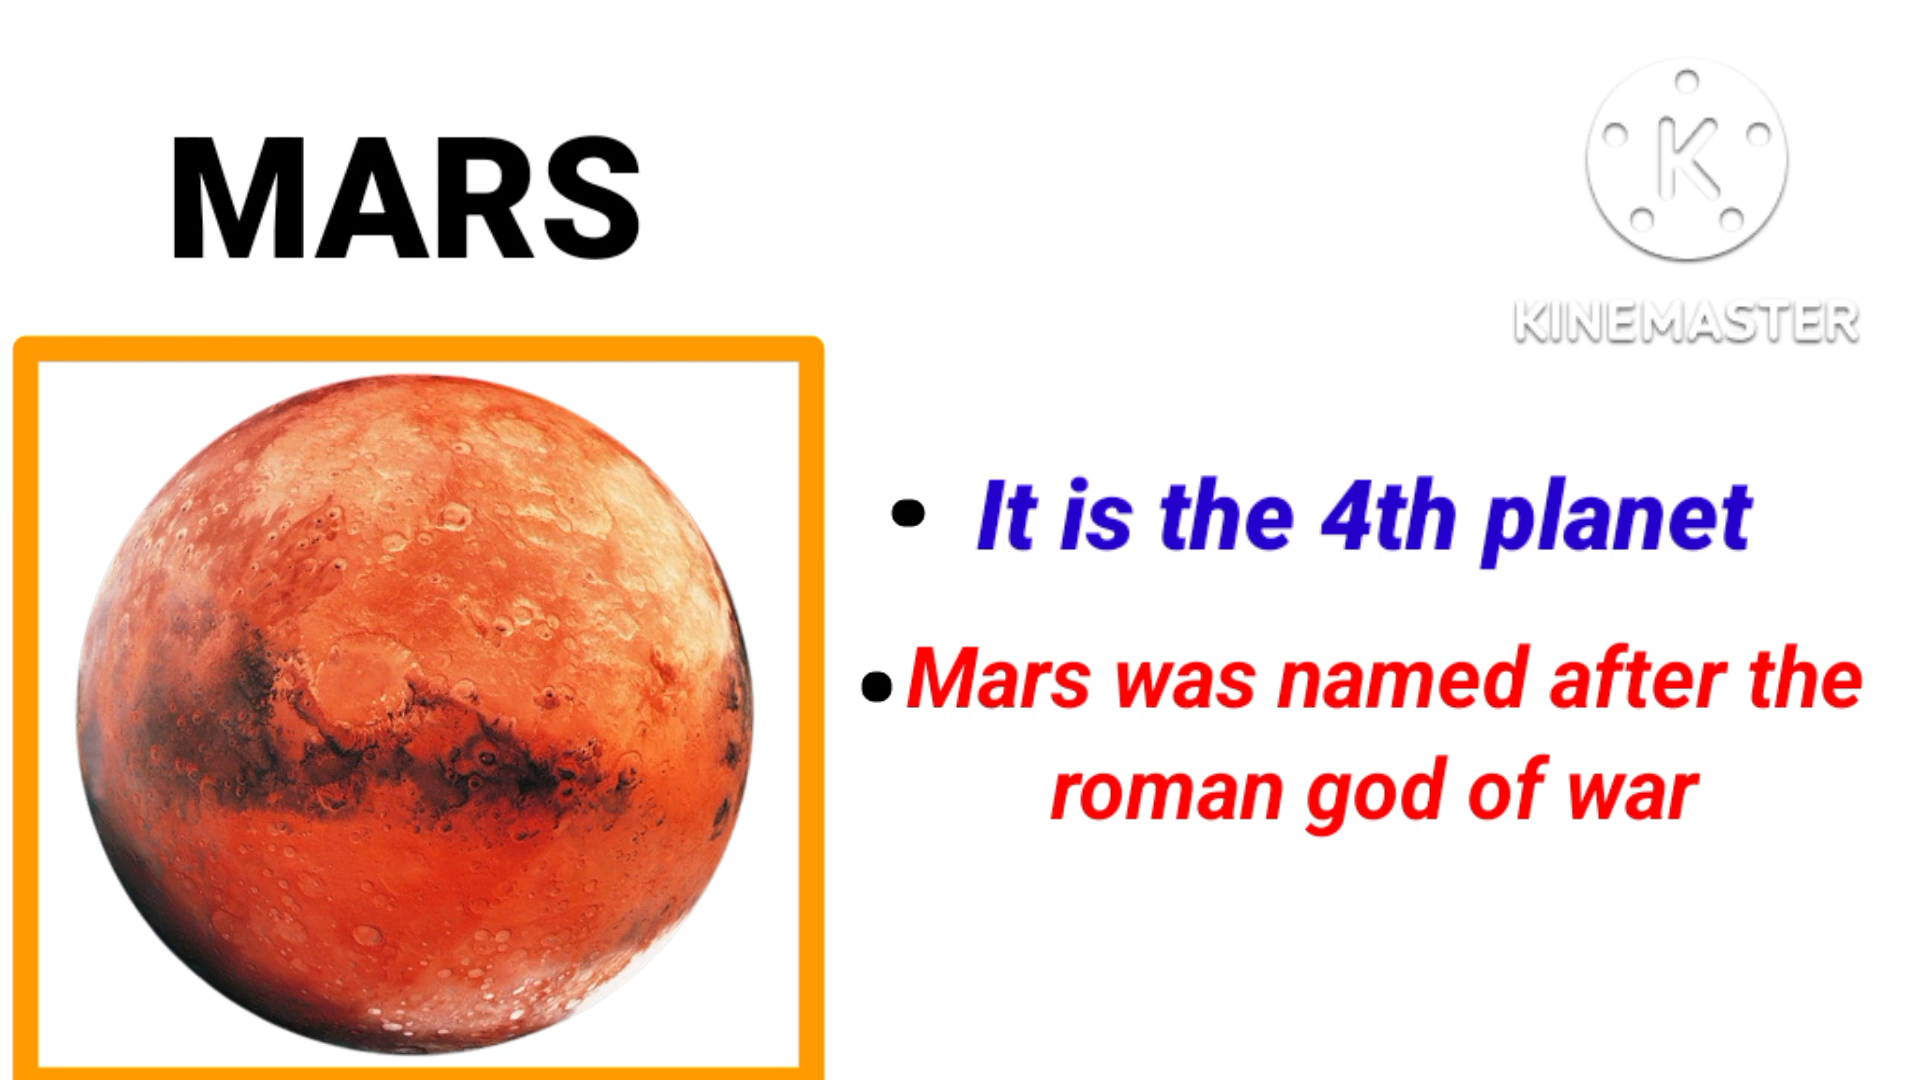 MARS
K
KINEMASTER
• It is the 4th planet
• Mars was named after the
roman god of war